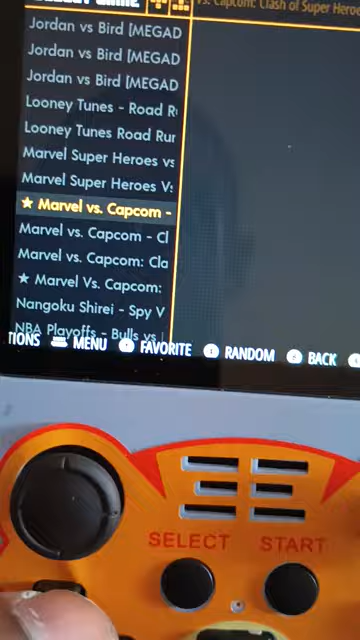 vs. Capcom: Clash of Super Heroe
Jordan vs Bird [MEGAD
Jordan vs Bird [MEGAD
Jordan vs Bird [MEGAD
Looney Tunes - Road R
Looney Tunes Road Rur
Marvel Super Heroes vs
Marvel Super Heroes Vs
★ Marvel vs. Capcom -
Marvel vs. Capcom - Cl
Marvel vs. Capcom: Cla
★ Marvel Vs. Capcom:
Nangoku Shirei - Spy V
NBA Playoffs - Bulls vs
TIONS MENU FAVORITE RANDOM BACK
SELECT START